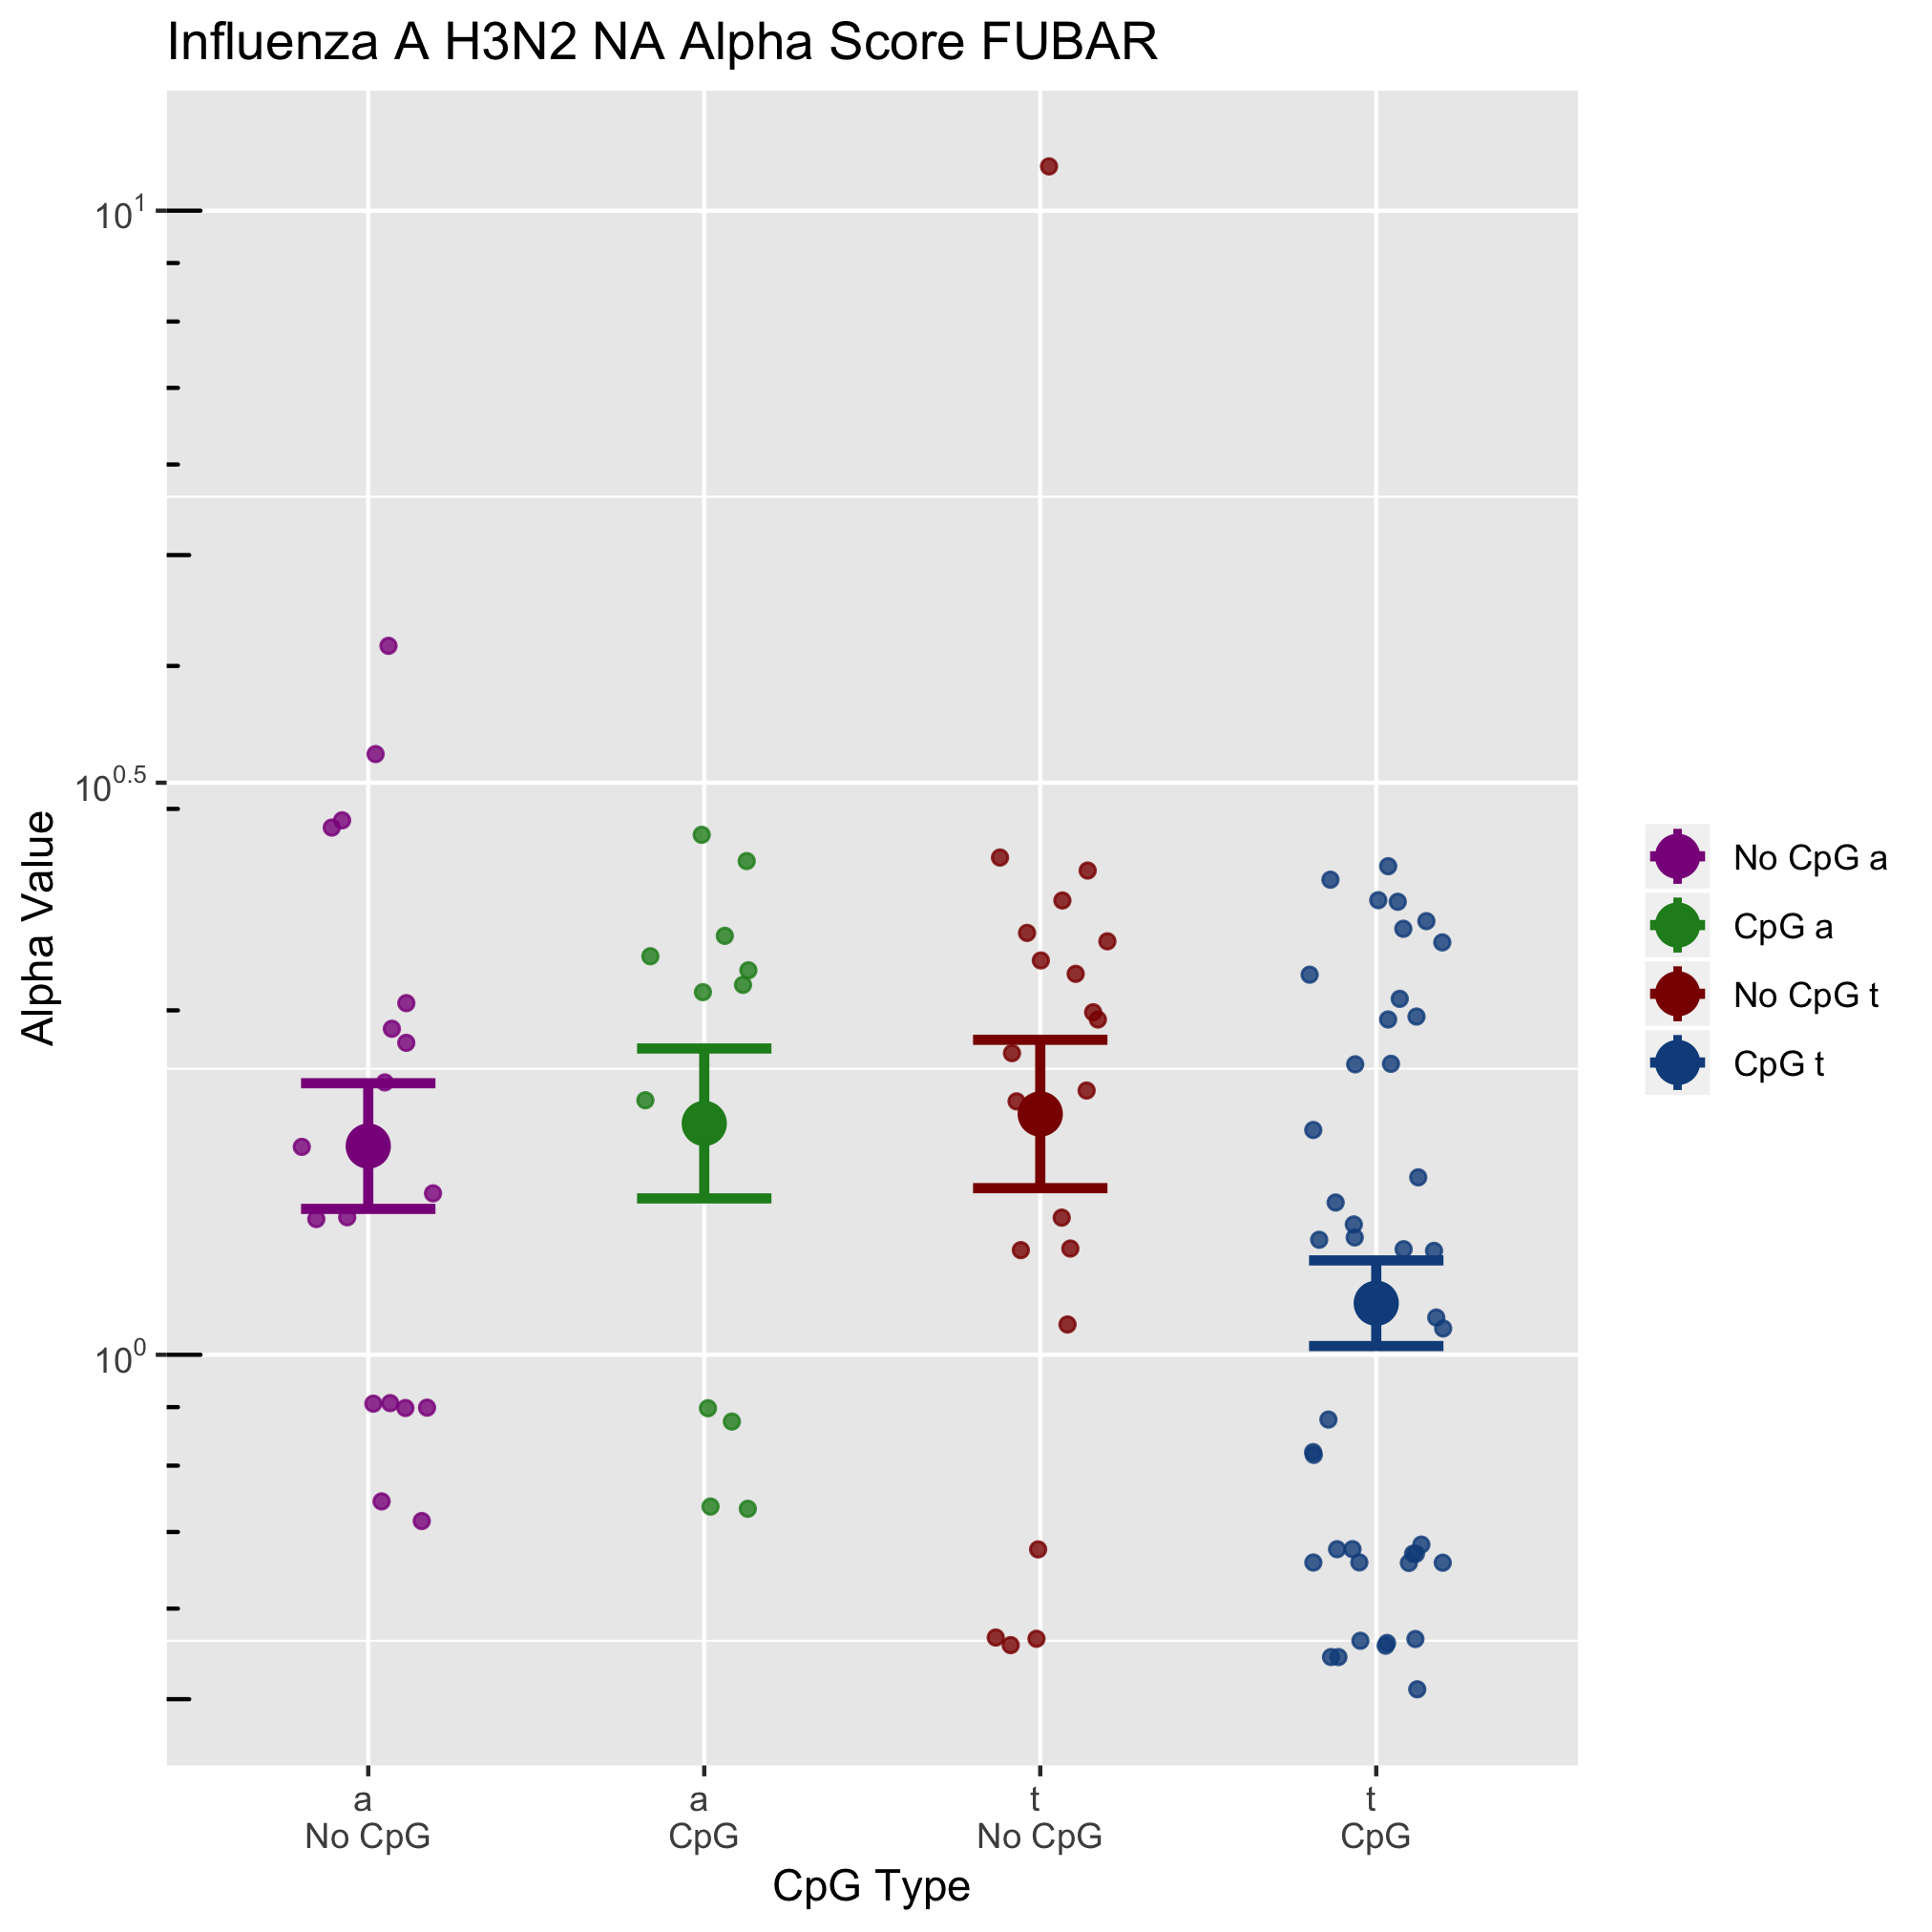 Influenza A H3N2 NA Alpha Score FUBAR
10^1
10^0.5
10^0
Alpha Value
a
No CpG
a
CpG
t
No CpG
t
CpG
CpG Type
No CpG a
CpG a
No CpG t
CpG t